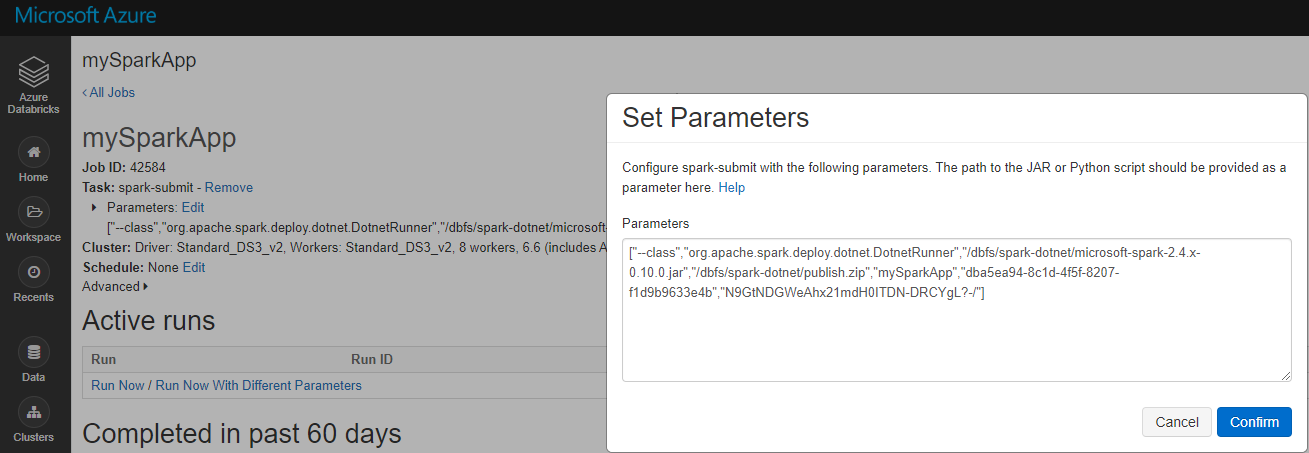 Microsoft Azure
Azure
Databricks
Home
Workspace
Recents
Data
Clusters
mySparkApp
‹ All Jobs
mySparkApp
Job ID: 42584
Task: spark-submit - Remove
Parameters: Edit
["--class","org.apache.spark.deploy.dotnet.DotnetRunner","/dbfs/spark-dotnet/microsoft-
Cluster: Driver: Standard_DS3_v2, Workers: Standard_DS3_v2, 8 workers, 6.6 (includes A
Schedule: None Edit
Advanced
Active runs
Run Run ID
Run Now / Run Now With Different Parameters
Completed in past 60 days
Set Parameters
Configure spark-submit with the following parameters. The path to the JAR or Python script should be provided as a
parameter here. Help
Parameters
["--class","org.apache.spark.deploy.dotnet.DotnetRunner","/dbfs/spark-dotnet/microsoft-spark-2.4.x-
0.10.0.jar","/dbfs/spark-dotnet/publish.zip","mySparkApp","dba5ea94-8c1d-4f5f-8207-
f1d9b9633e4b","N9GtNDGWeAhx21mdH0ITDN-DRCYgL?-/"]
Cancel Confirm